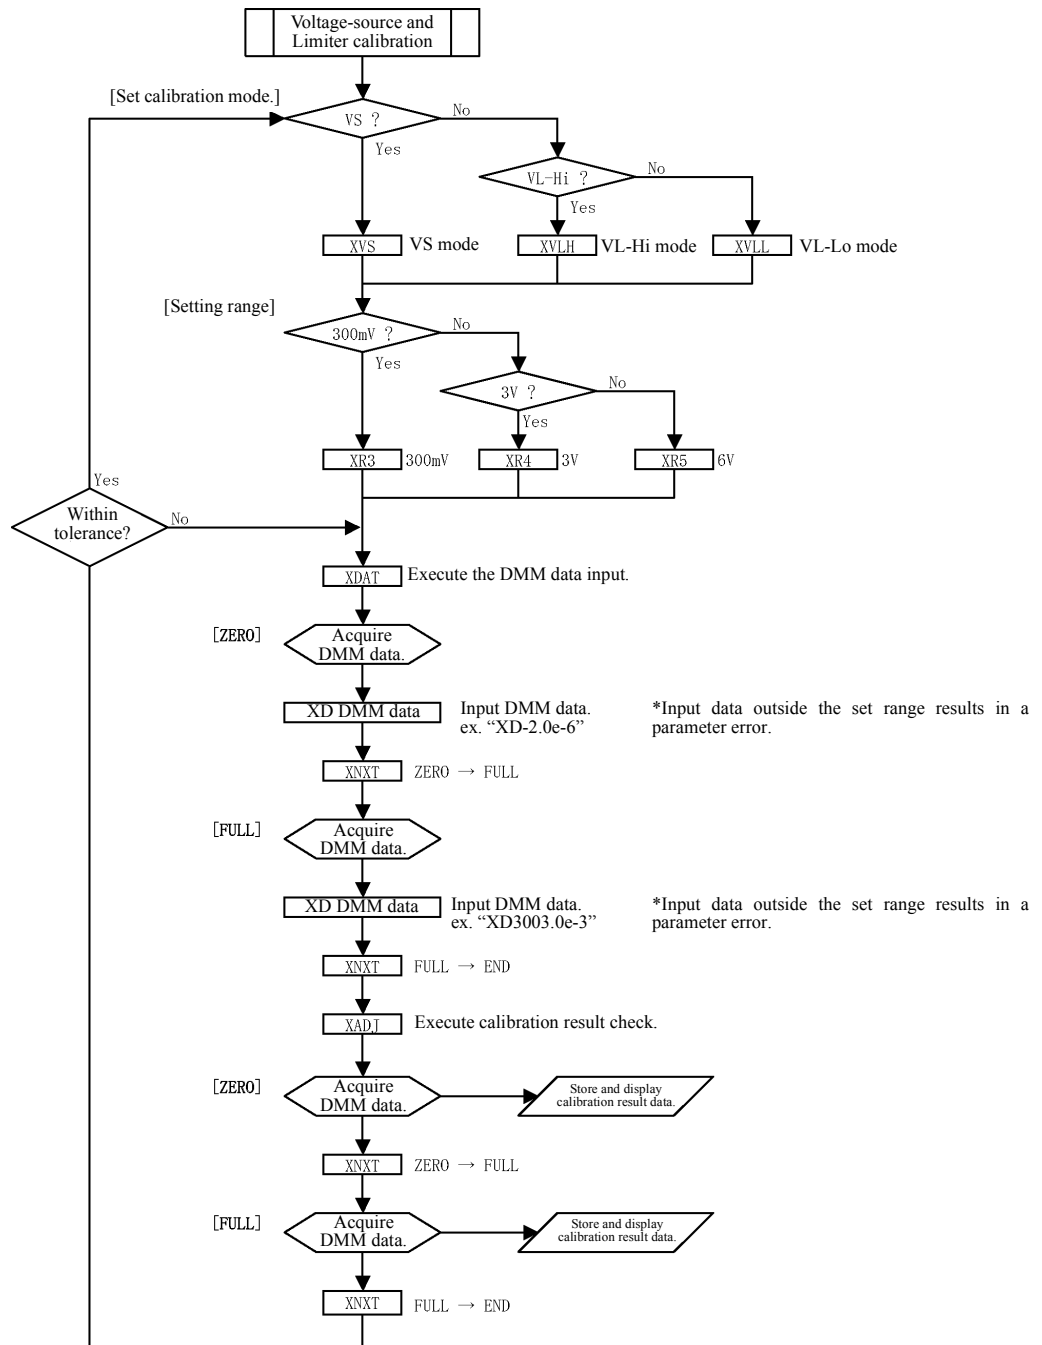 Voltage-source and
Limiter calibration
[Set calibration mode.]
VS ?
No
Yes
VL-Hi ?
No
Yes
XVS
VS mode
XVLH
VL-Hi mode
XVLL
VL-Lo mode
[Setting range]
300mV ?
No
Yes
3V ?
No
Yes
XR3
300mV
XR4
3V
XR5
6V
Yes
Within
tolerance?
No
XDAT
Execute the DMM data input.
[ZERO]
Acquire
DMM data.
XD DMM data
Input DMM data.
ex. “XD-2.0e-6”
*Input data outside the set range results in a
parameter error.
XNXT
ZERO → FULL
[FULL]
Acquire
DMM data.
XD DMM data
Input DMM data.
ex. “XD3003.0e-3”
*Input data outside the set range results in a
parameter error.
XNXT
FULL → END
XADJ
Execute calibration result check.
[ZERO]
Acquire
DMM data.
Store and display
calibration result data.
XNXT
ZERO → FULL
[FULL]
Acquire
DMM data.
Store and display
calibration result data.
XNXT
FULL → END